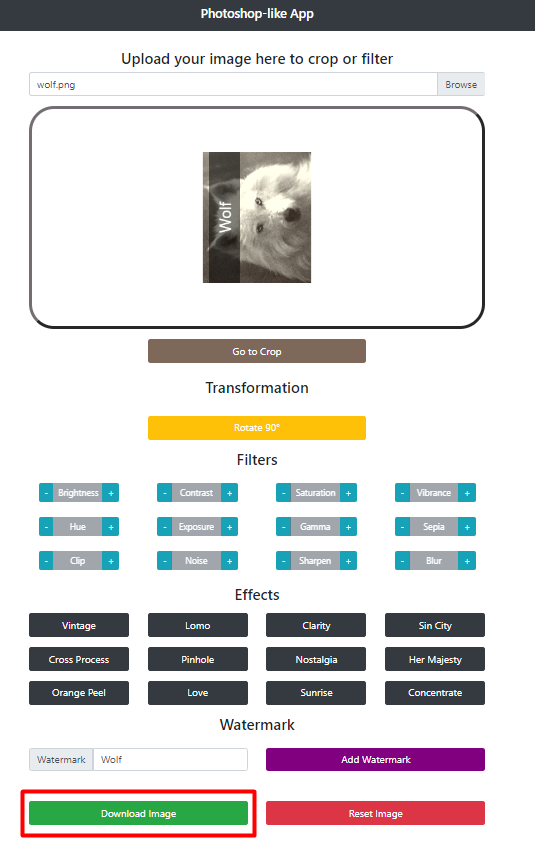 Photoshop-like App
Upload your image here to crop or filter
wolf.png Browse
Wolf
Go to Crop
Transformation
Rotate 90°
Filters
- Brightness + - Contrast + - Saturation + - Vibrance +
- Hue + - Exposure + - Gamma + - Sepia +
- Clip + - Noise + - Sharpen + - Blur +
Effects
Vintage Lomo Clarity Sin City
Cross Process Pinhole Nostalgia Her Majesty
Orange Peel Love Sunrise Concentrate
Watermark
Watermark Wolf Add Watermark
Download Image Reset Image